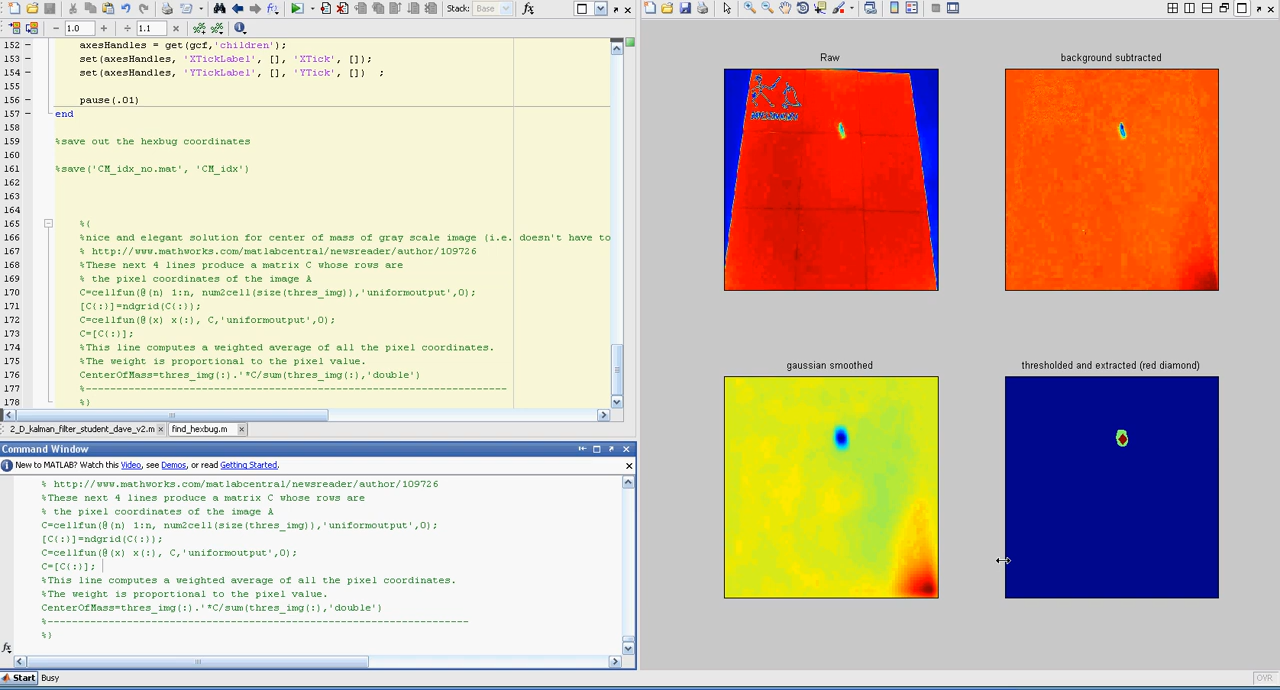 Stack: Base fx
− 1.0 + ÷ 1.1 ×
152 − axesHandles = get(gcf,'children');
153 − set(axesHandles, 'XTickLabel', [], 'XTick', []);
154 − set(axesHandles, 'YTickLabel', [], 'YTick', []) ;
155
156 − pause(.01)
157 − end
158
159 %save out the hexbug coordinates
160
161 %save('CM_idx_no.mat', 'CM_idx')
162
163
164
165 %{
166 %nice and elegant solution for center of mass of gray scale image (i.e. doesn't have to
167 % http://www.mathworks.com/matlabcentral/newsreader/author/109726
168 %These next 4 lines produce a matrix C whose rows are
169 % the pixel coordinates of the image A
170 C=cellfun(@(n) 1:n, num2cell(size(thres_img)),'uniformoutput',0);
171 [C{:}]=ndgrid(C{:});
172 C=cellfun(@(x) x(:), C,'uniformoutput',0);
173 C=[C{:}];
174 %This line computes a weighted average of all the pixel coordinates.
175 %The weight is proportional to the pixel value.
176 CenterOfMass=thres_img(:).'*C/sum(thres_img(:),'double')
177 %---------------------------------------------------------------------
178 %}
2_D_kalman_filter_student_dave_v2.m × find_hexbug.m ×
Command Window
New to MATLAB? Watch this Video, see Demos, or read Getting Started.
% http://www.mathworks.com/matlabcentral/newsreader/author/109726
%These next 4 lines produce a matrix C whose rows are
% the pixel coordinates of the image A
C=cellfun(@(n) 1:n, num2cell(size(thres_img)),'uniformoutput',0);
[C{:}]=ndgrid(C{:});
C=cellfun(@(x) x(:), C,'uniformoutput',0);
C=[C{:}];
%This line computes a weighted average of all the pixel coordinates.
%The weight is proportional to the pixel value.
CenterOfMass=thres_img(:).'*C/sum(thres_img(:),'double')
%---------------------------------------------------------------------
%}
fx
Start Busy
Raw
background subtracted
gaussian smoothed
thresholded and extracted (red diamond)
OVR